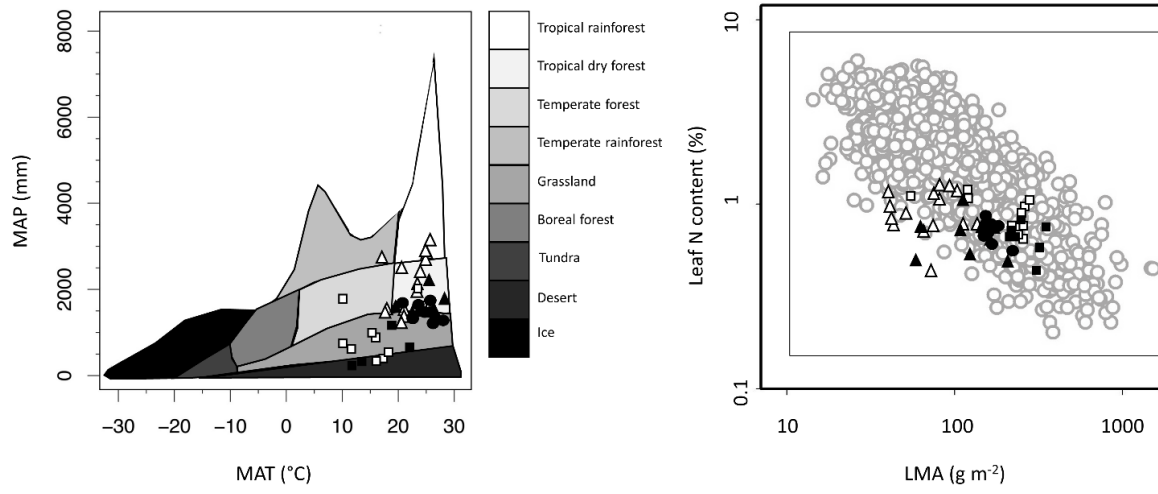 8000
6000
4000
2000
0
MAP (mm)
−30
−20
−10
0
10
20
30
MAT (°C)
Tropical rainforest
Tropical dry forest
Temperate forest
Temperate rainforest
Grassland
Boreal forest
Tundra
Desert
Ice
10
1
0.1
Leaf N content (%)
10
100
1000
LMA (g m⁻²)